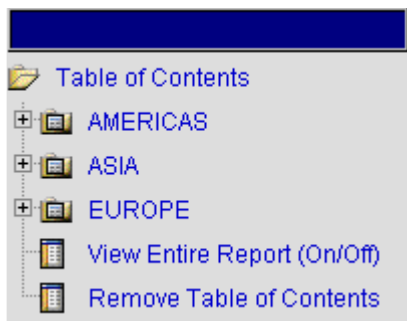 Table of Contents
AMERICAS
ASIA
EUROPE
View Entire Report (On/Off)
Remove Table of Contents